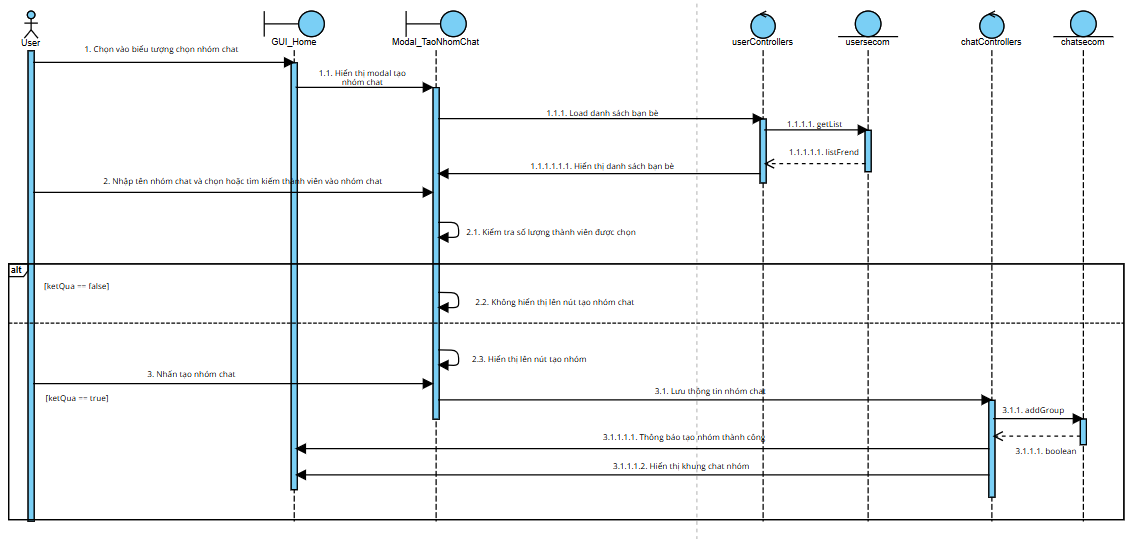 User
GUI_Home
Modal_TaoNhomChat
userControllers
usersecom
chatControllers
chatsecom
1. Chọn vào biểu tượng chọn nhóm chat
1.1. Hiển thị modal tạo
nhóm chat
1.1.1. Load danh sách bạn bè
1.1.1.1. getList
1.1.1.1.1. listFrend
1.1.1.1.1.1. Hiển thị danh sách bạn bè
2. Nhập tên nhóm chat và chọn hoặc tìm kiếm thành viên vào nhóm chat
2.1. Kiểm tra số lượng thành viên được chọn
alt
[ketQua == false]
2.2. Không hiển thị lên nút tạo nhóm chat
2.3. Hiển thị lên nút tạo nhóm
3. Nhấn tạo nhóm chat
[ketQua == true]
3.1. Lưu thông tin nhóm chat
3.1.1. addGroup
3.1.1.1.1. Thông báo tạo nhóm thành công
3.1.1.1. boolean
3.1.1.1.2. Hiển thị khung chat nhóm